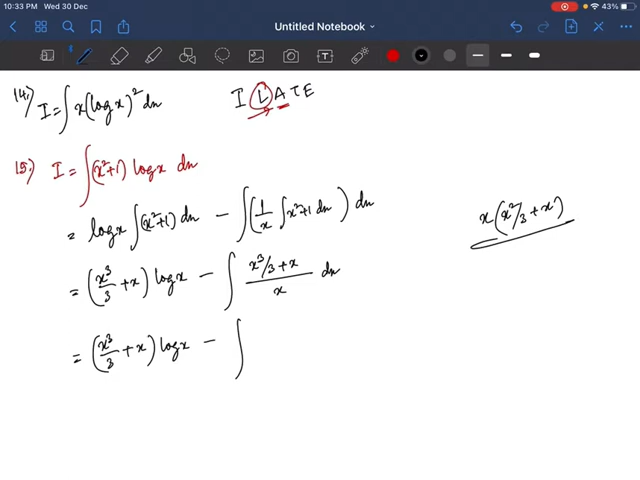 10:33 PM Wed 30 Dec
43%
Untitled Notebook
14.) I = ∫ x (log x)² dx
I L A T E
15.) I = ∫ (x²+1) log x dx
= log x ∫ (x²+1) dx − ∫ (1/x ∫ x²+1 dx) dx
x (x²/3 + x)
= (x³/3 + x) log x − ∫ (x³/3 + x)/x dx
= (x³/3 + x) log x − ∫